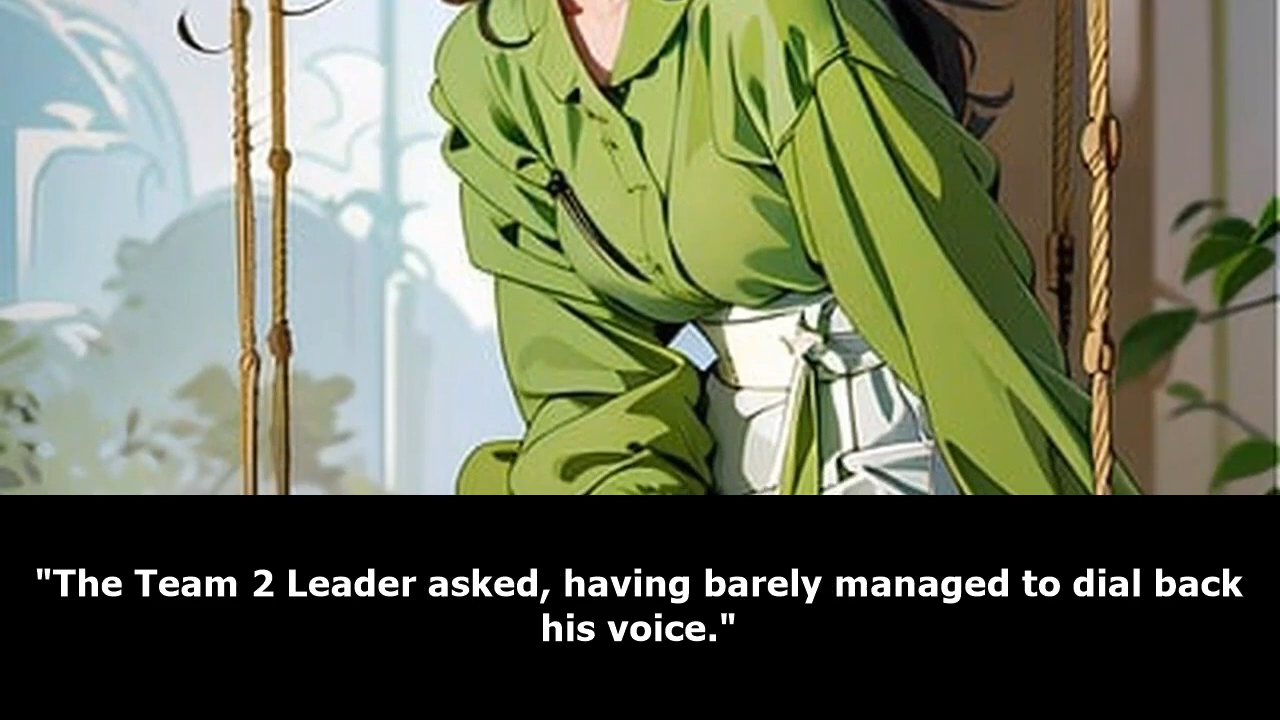 "The Team 2 Leader asked, having barely managed to dial back
his voice."